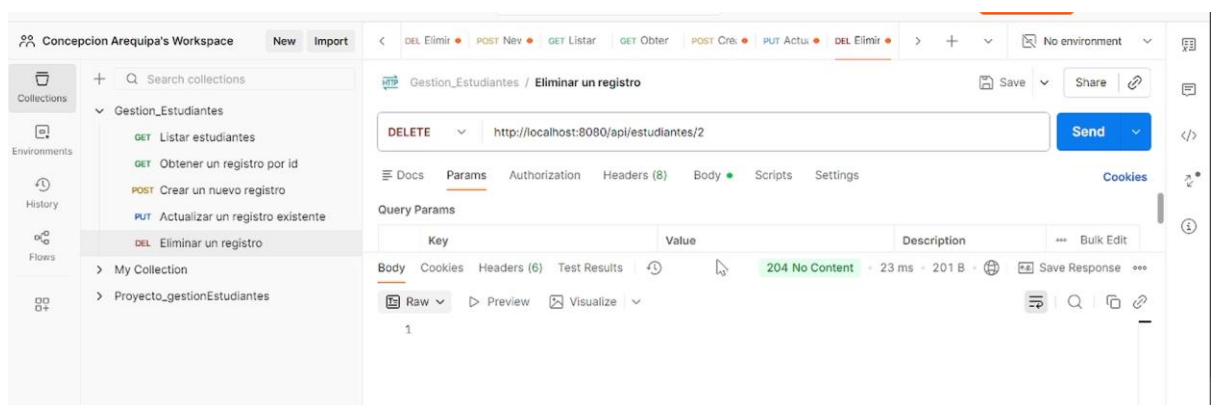 Concepcion Arequipa's Workspace New Import
DEL Elimir POST Nev GET Listar GET Obter POST Cre: PUT Actu: DEL Elimir No environment
Collections
Search collections
Gestion_Estudiantes / Eliminar un registro Save Share
Gestion_Estudiantes
GET Listar estudiantes
DELETE http://localhost:8080/api/estudiantes/2 Send
Environments
GET Obtener un registro por id
Docs Params Authorization Headers (8) Body Scripts Settings Cookies
History
POST Crear un nuevo registro
PUT Actualizar un registro existente
Query Params
Flows
DEL Eliminar un registro
Key Value Description Bulk Edit
My Collection
Body Cookies Headers (6) Test Results 204 No Content 23 ms 201 B Save Response
Proyecto_gestionEstudiantes
Raw Preview Visualize
1